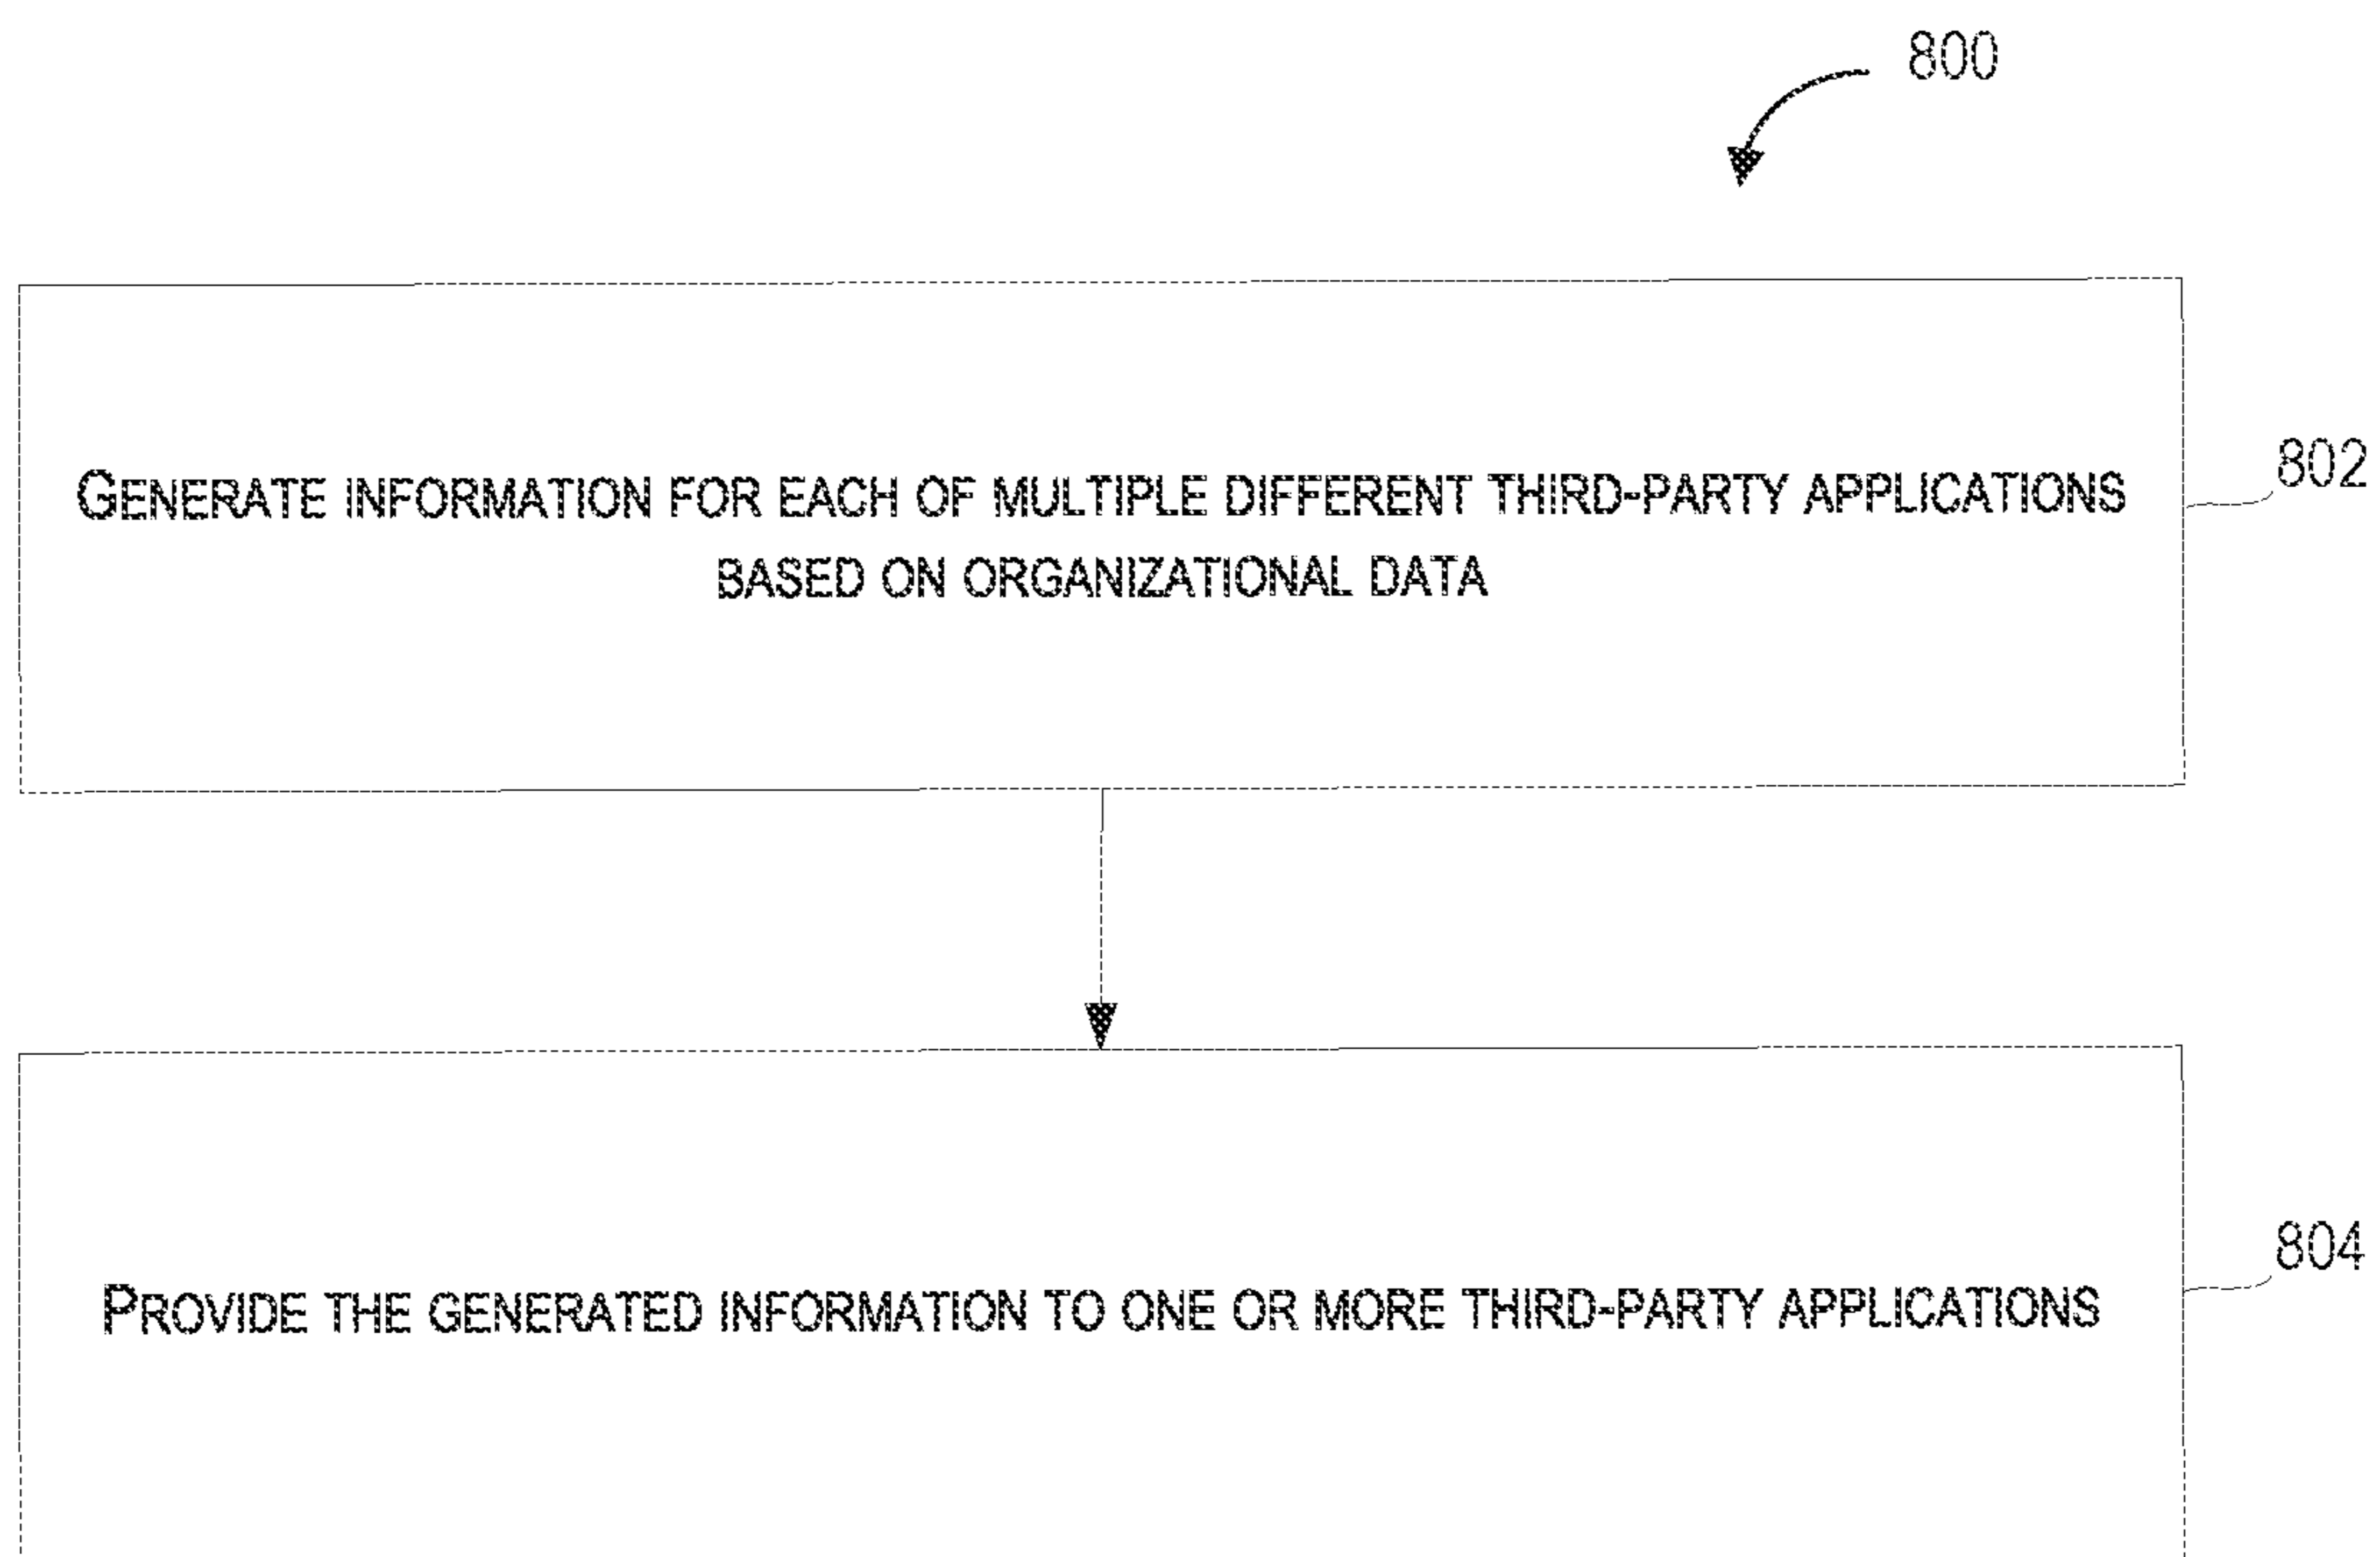 800
GENERATE INFORMATION FOR EACH OF MULTIPLE DIFFERENT THIRD-PARTY APPLICATIONS
802
BASED ON ORGANIZATIONAL DATA
804
PROVIDE THE GENERATED INFORMATION TO ONE OR MORE THIRD-PARTY APPLICATIONS